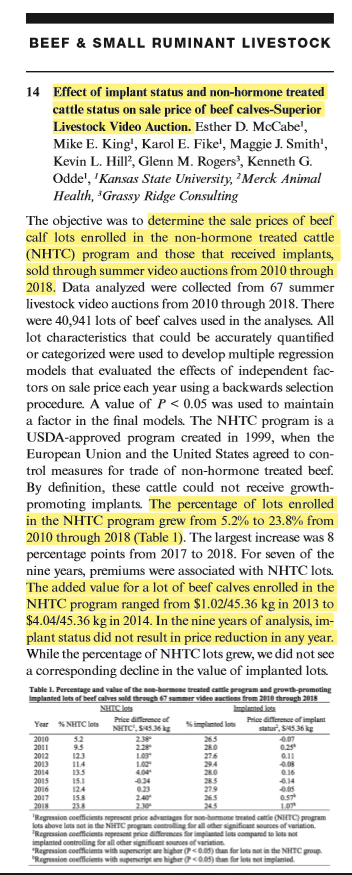 BEEF & SMALL RUMINANT LIVESTOCK
14 Effect of implant status and non-hormone treated
cattle status on sale price of beef calves-Superior
Livestock Video Auction. Esther D. McCabe¹,
Mike E. King¹, Karol E. Fike¹, Maggie J. Smith¹,
Kevin L. Hill², Glenn M. Rogers³, Kenneth G.
Odde¹, ¹Kansas State University, ²Merck Animal
Health, ³Grassy Ridge Consulting
The objective was to determine the sale prices of beef
calf lots enrolled in the non-hormone treated cattle
(NHTC) program and those that received implants,
sold through summer video auctions from 2010 through
2018. Data analyzed were collected from 67 summer
livestock video auctions from 2010 through 2018. There
were 40,941 lots of beef calves used in the analyses. All
lot characteristics that could be accurately quantified
or categorized were used to develop multiple regression
models that evaluated the effects of independent fac-
tors on sale price each year using a backwards selection
procedure. A value of P < 0.05 was used to maintain
a factor in the final models. The NHTC program is a
USDA-approved program created in 1999, when the
European Union and the United States agreed to con-
trol measures for trade of non-hormone treated beef.
By definition, these cattle could not receive growth-
promoting implants. The percentage of lots enrolled
in the NHTC program grew from 5.2% to 23.8% from
2010 through 2018 (Table 1). The largest increase was 8
percentage points from 2017 to 2018. For seven of the
nine years, premiums were associated with NHTC lots.
The added value for a lot of beef calves enrolled in the
NHTC program ranged from $1.02/45.36 kg in 2013 to
$4.04/45.36 kg in 2014. In the nine years of analysis, im-
plant status did not result in price reduction in any year.
While the percentage of NHTC lots grew, we did not see
a corresponding decline in the value of implanted lots.
Table 1. Percentage and value of the non-hormone treated cattle program and growth-promoting
implanted lots of beef calves sold through 67 summer video auctions from 2010 through 2018
NHTC lots Implanted lots
Year % NHTC lots Price difference of NHTC¹, $/45.36 kg % implanted lots Price difference of implant status², $/45.36 kg
2010 5.2 2.38ᵃ 26.5 -0.07
2011 9.5 2.28ᵃ 28.0 0.25ᵇ
2012 12.3 1.03ᵃ 27.6 0.11
2013 11.4 1.02ᵃ 29.4 -0.08
2014 13.5 4.04ᵃ 28.0 0.16
2015 15.1 -0.24 28.5 -0.14
2016 12.4 0.23 27.9 -0.05
2017 15.8 2.40ᵃ 26.5 0.57ᵇ
2018 23.8 2.30ᵃ 24.5 1.07ᵇ
¹Regression coefficients represent price advantages for non-hormone treated cattle (NHTC) program
lots above lots not in the NHTC program controlling for all other significant sources of variation.
²Regression coefficients represent price differences for implanted lots compared to lots not
implanted controlling for all other significant sources of variation.
ᵃRegression coefficients with superscript are higher (P < 0.05) than for lots not in the NHTC group.
ᵇRegression coefficients with superscript are higher (P < 0.05) than for lots not implanted.